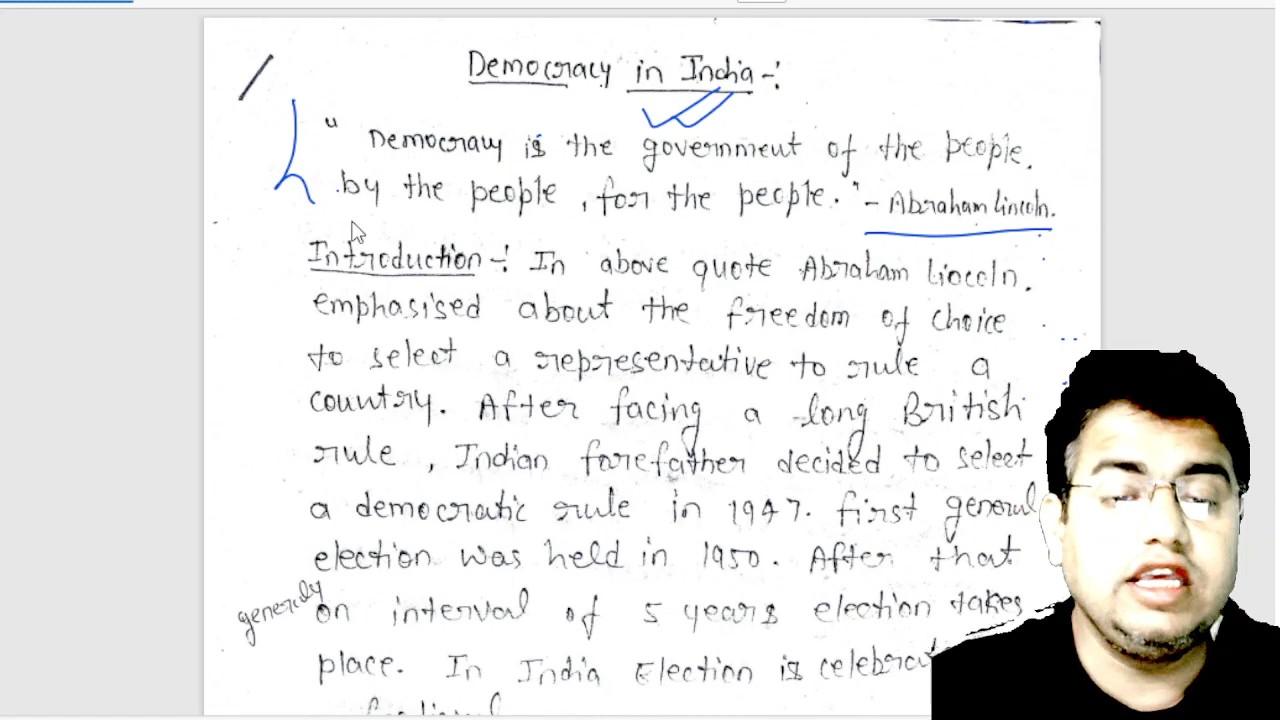 Democracy in India -:
" Democracy is the government of the people.
by the people, for the people." - Abraham lincoln.
Introduction -: In above quote Abraham Lincoln.
emphasised about the freedom of choice
to select a representative to rule a
country. After facing a long British
rule, Indian forefather decided to select
a democratic rule in 1947. first general
election was held in 1950. After that
generaly
on interval of 5 years election takes
place. In India Election is